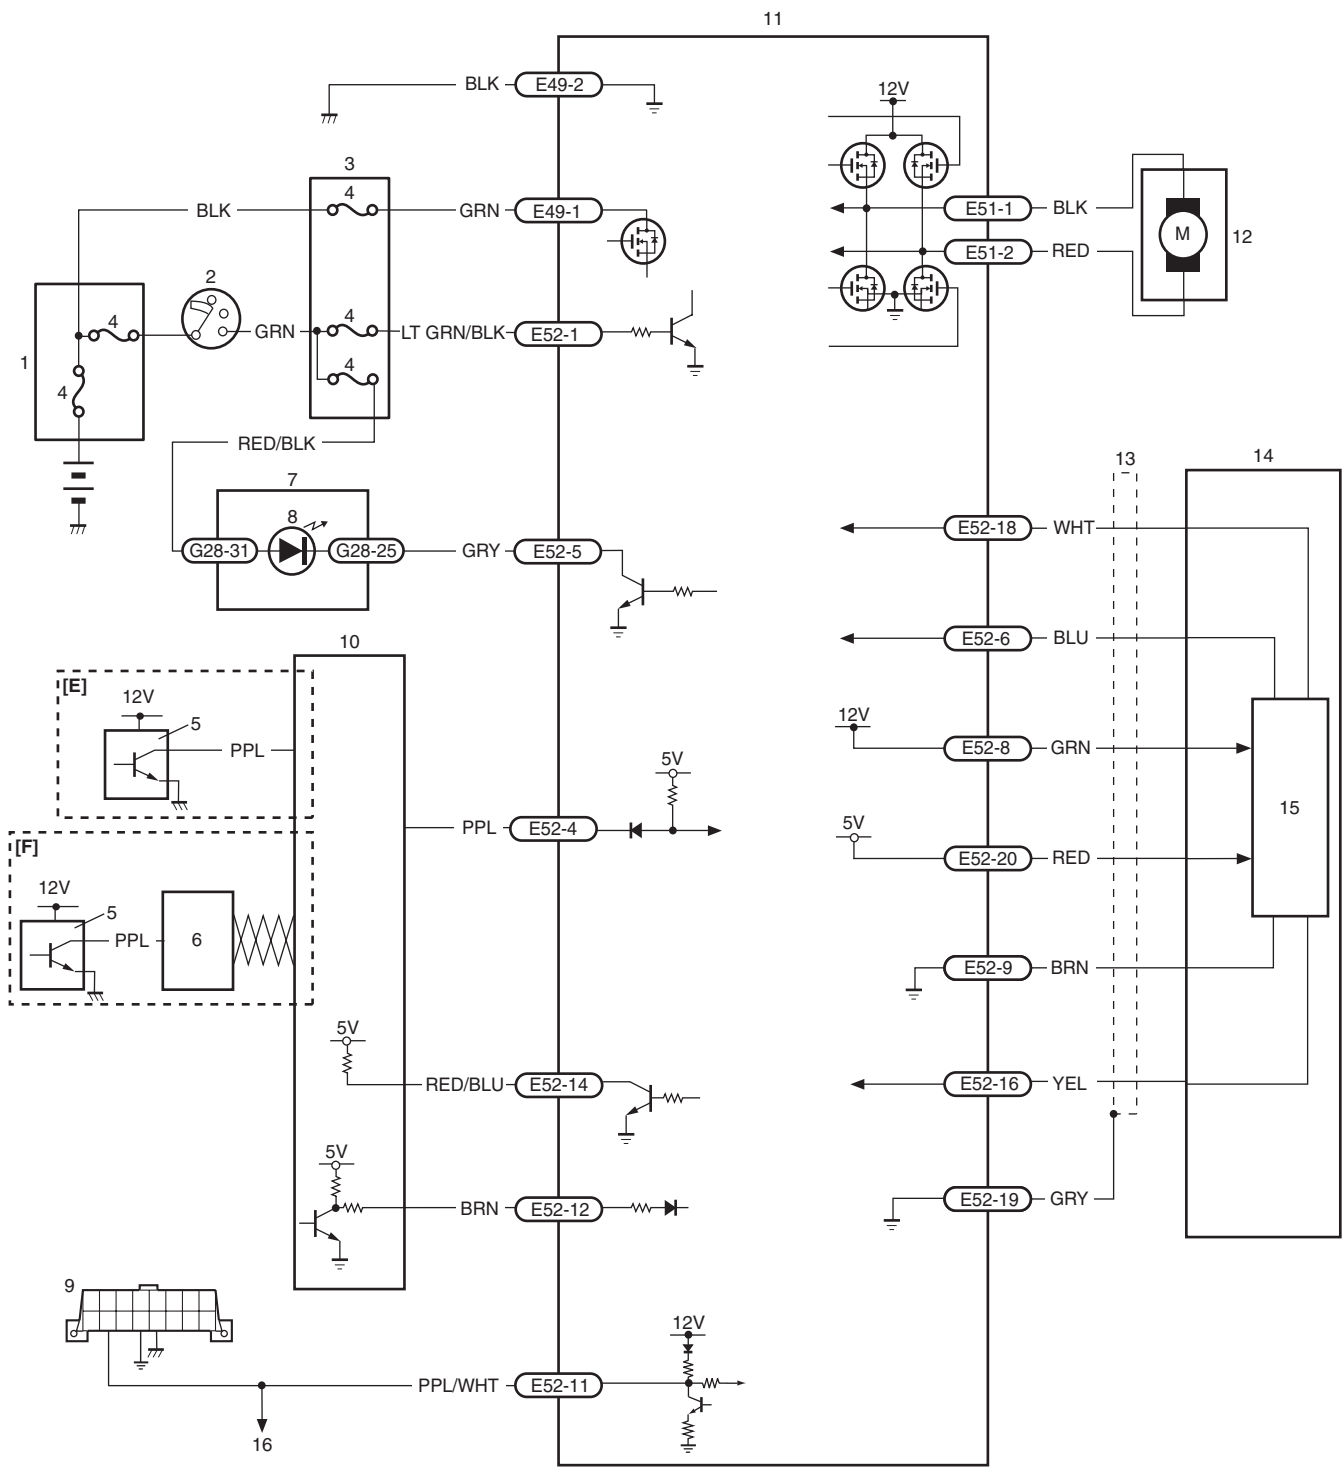 11
BLK E49-2
12V
3
4
BLK GRN E49-1
E51-1 BLK
M 12
E51-2 RED
2
4 4
GRN LT GRN/BLK E52-1
1
4
4
RED/BLK
7
8
G28-31 G28-25 GRY E52-5
13 14
E52-18 WHT
10
E52-6 BLU
[E]
12V
5
PPL
12V
E52-8 GRN
5V
15
PPL E52-4
5V
E52-20 RED
[F]
12V
5
PPL 6
E52-9 BRN
5V
RED/BLU E52-14
E52-16 YEL
5V
BRN E52-12
E52-19 GRY
9
12V
PPL/WHT E52-11
16